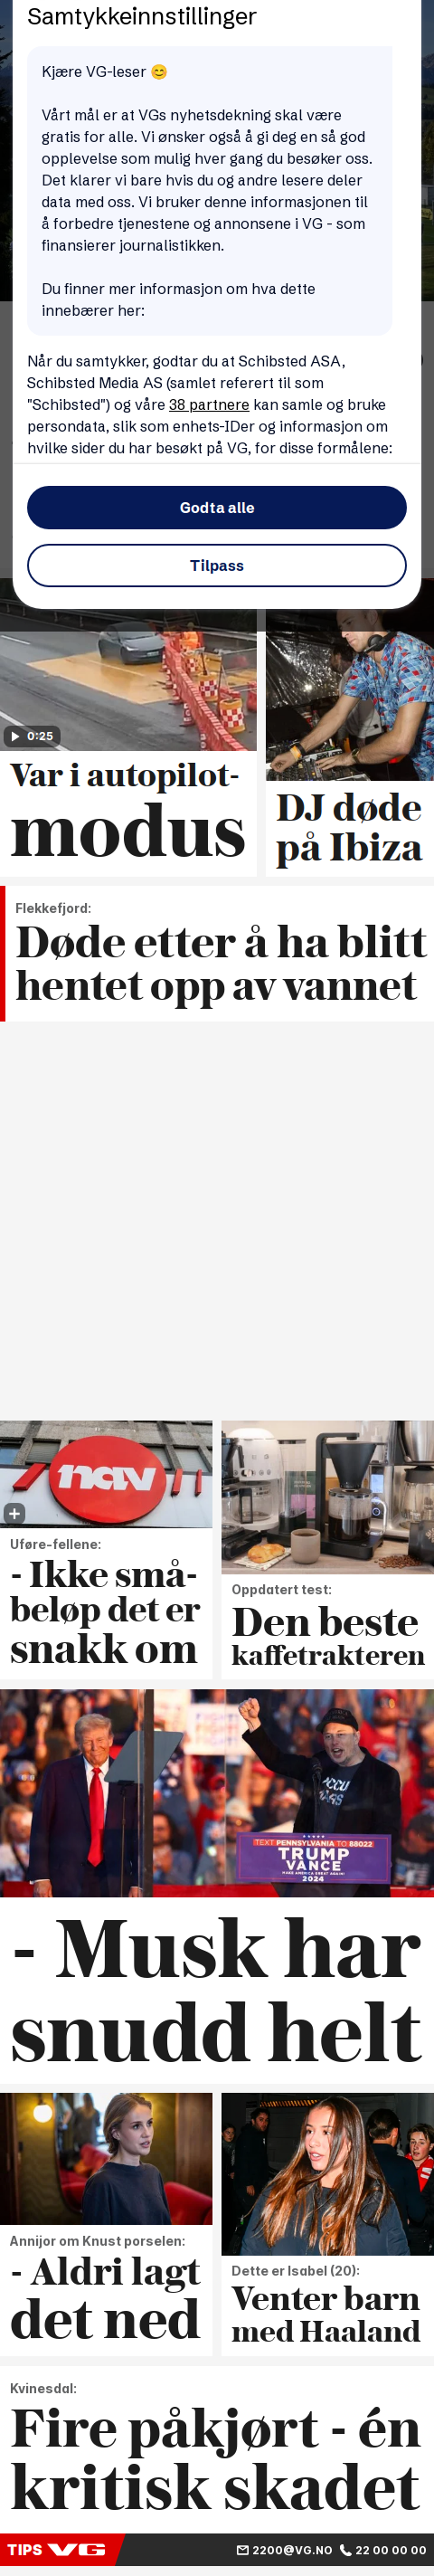 Samtykkeinnstillinger
Kjære VG-leser 😊
Vårt mål er at VGs nyhetsdekning skal være
gratis for alle. Vi ønsker også å gi deg en så god
opplevelse som mulig hver gang du besøker oss.
Det klarer vi bare hvis du og andre lesere deler
data med oss. Vi bruker denne informasjonen til
å forbedre tjenestene og annonsene i VG - som
finansierer journalistikken.
Du finner mer informasjon om hva dette
innebærer her:
Når du samtykker, godtar du at Schibsted ASA,
Schibsted Media AS (samlet referert til som
"Schibsted") og våre 38 partnere kan samle og bruke
persondata, slik som enhets-IDer og informasjon om
hvilke sider du har besøkt på VG, for disse formålene:
Godta alle
Tilpass
0:25
Var i autopilot-
modus
DJ døde
på Ibiza
Flekkefjord:
Døde etter å ha blitt
hentet opp av vannet
nav
Uføre-fellene:
- Ikke små-
beløp det er
snakk om
Oppdatert test:
Den beste
kaffetrakteren
TEXT PENNSYLVANIA TO 88022
TRUMP
VANCE
MAKE AMERICA GREAT AGAIN!
2024
- Musk har
snudd helt
Annijor om Knust porselen:
- Aldri lagt
det ned
Dette er Isabel (20):
Venter barn
med Haaland
Kvinesdal:
Fire påkjørt - én
kritisk skadet
TIPS VG
2200@VG.NO
22 00 00 00